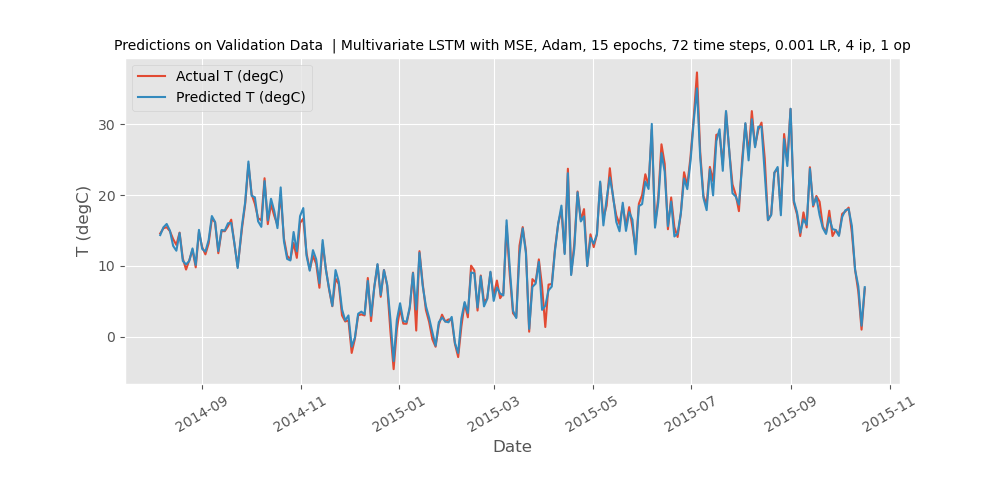 Predictions on Validation Data  | Multivariate LSTM with MSE, Adam, 15 epochs, 72 time steps, 0.001 LR, 4 ip, 1 op
Actual T (degC)
Predicted T (degC)
T (degC)
30
20
10
0
2014-09
2014-11
2015-01
2015-03
2015-05
2015-07
2015-09
2015-11
Date